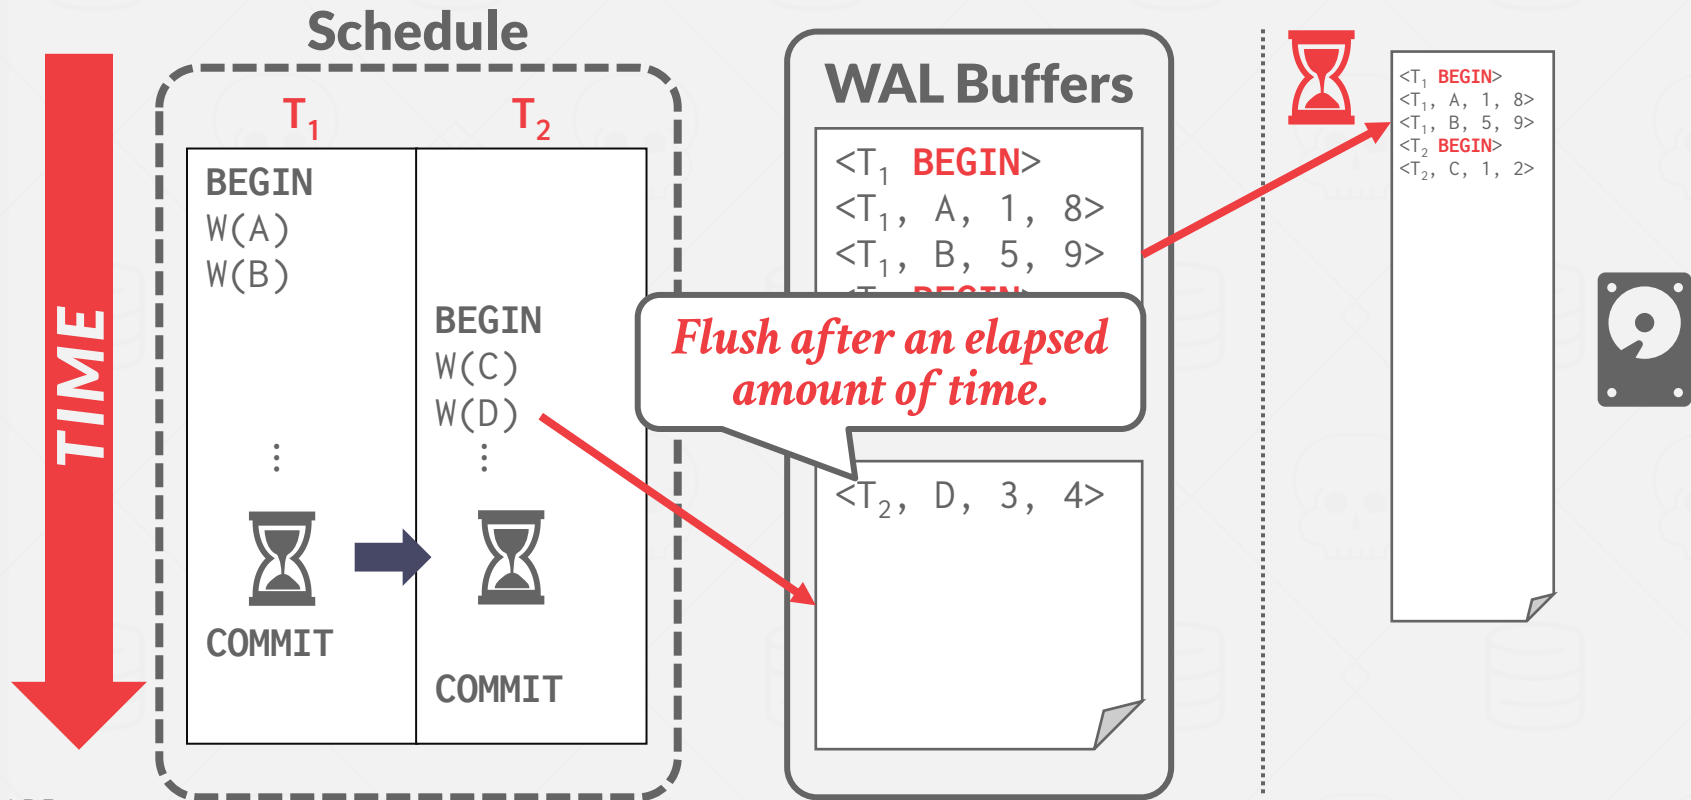 Schedule
T1 T2
BEGIN
W(A)
W(B)
⋮
COMMIT
BEGIN
W(C)
W(D)
⋮
COMMIT
TIME
WAL Buffers
<T1 BEGIN>
<T1, A, 1, 8>
<T1, B, 5, 9>
Flush after an elapsed
amount of time.
<T2, D, 3, 4>
<T1 BEGIN>
<T1, A, 1, 8>
<T1, B, 5, 9>
<T2 BEGIN>
<T2, C, 1, 2>